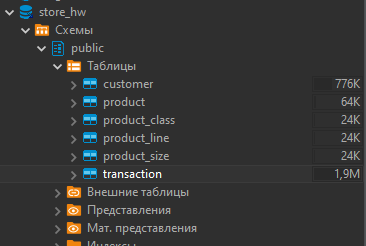 store_hw
Схемы
public
Таблицы
customer 776K
product 64K
product_class 24K
product_line 24K
product_size 24K
transaction 1,9M
Внешние таблицы
Представления
Мат. представления
Индексы